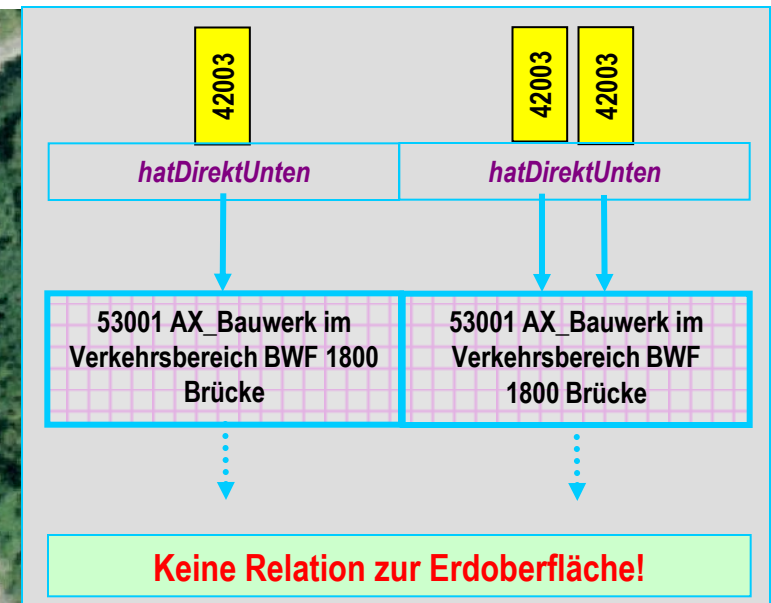 42003
42003
42003
hatDirektUnten
hatDirektUnten
53001 AX_Bauwerk im
Verkehrsbereich BWF 1800
Brücke
53001 AX_Bauwerk im
Verkehrsbereich BWF
1800 Brücke
Keine Relation zur Erdoberfläche!